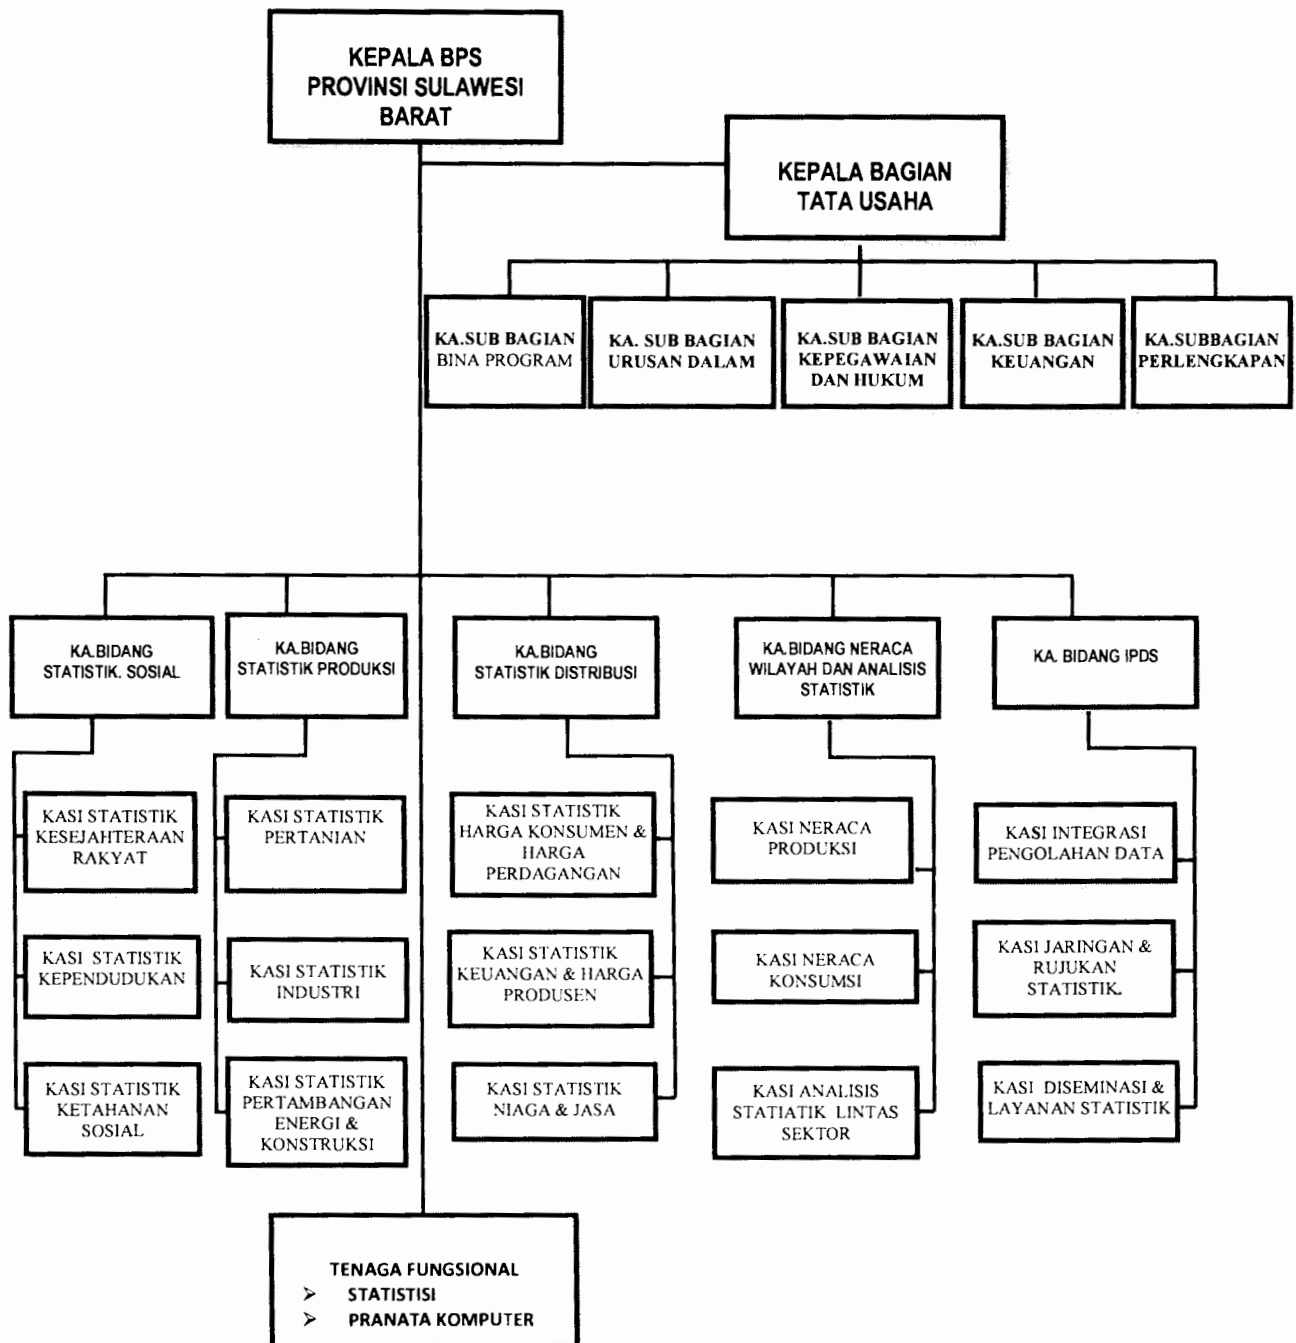 KEPALA BPS
PROVINSI SULAWESI
BARAT
KEPALA BAGIAN
TATA USAHA
KA.SUB BAGIAN
BINA PROGRAM
KA. SUB BAGIAN
URUSAN DALAM
KA.SUB BAGIAN
KEPEGAWAIAN
DAN HUKUM
KA.SUB BAGIAN
KEUANGAN
KA.SUBBAGIAN
PERLENGKAPAN
KA.BIDANG
STATISTIK. SOSIAL
KA.BIDANG
STATISTIK PRODUKSI
KA.BIDANG
STATISTIK DISTRIBUSI
KA.BIDANG NERACA
WILAYAH DAN ANALISIS
STATISTIK
KA. BIDANG IPDS
KASI STATISTIK
KESEJAHTERAAN
RAKYAT
KASI STATISTIK
PERTANIAN
KASI STATISTIK
HARGA KONSUMEN &
HARGA
PERDAGANGAN
KASI NERACA
PRODUKSI
KASI INTEGRASI
PENGOLAHAN DATA
KASI STATISTIK
KEPENDUDUKAN
KASI STATISTIK
INDUSTRI
KASI STATISTIK
KEUANGAN & HARGA
PRODUSEN
KASI NERACA
KONSUMSI
KASI JARINGAN &
RUJUKAN
STATISTIK.
KASI STATISTIK
KETAHANAN
SOSIAL
KASI STATISTIK
PERTAMBANGAN
ENERGI &
KONSTRUKSI
KASI STATISTIK
NIAGA & JASA
KASI ANALISIS
STATIATIK LINTAS
SEKTOR
KASI DISEMINASI &
LAYANAN STATISTIK
TENAGA FUNGSIONAL
➢ STATISTISI
➢ PRANATA KOMPUTER